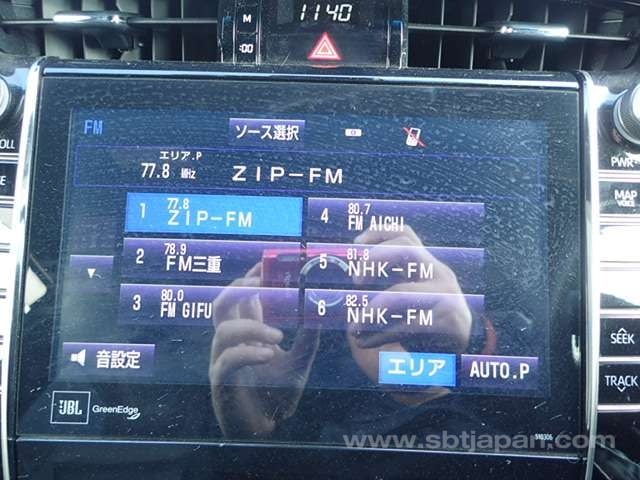 1140
M
:00
FM
ソース選択
エリア.P
77.8 MHz ZIP-FM
1 77.8 ZIP-FM
4 80.7 FM AICHI
2 78.9 FM三重
5 81.8 NHK-FM
3 80.0 FM GIFU
6 82.5 NHK-FM
音設定
エリア
AUTO.P
JBL GreenEdge
PWR
MAP
VOICE
SEEK
TRACK
www.sbtjapan.com